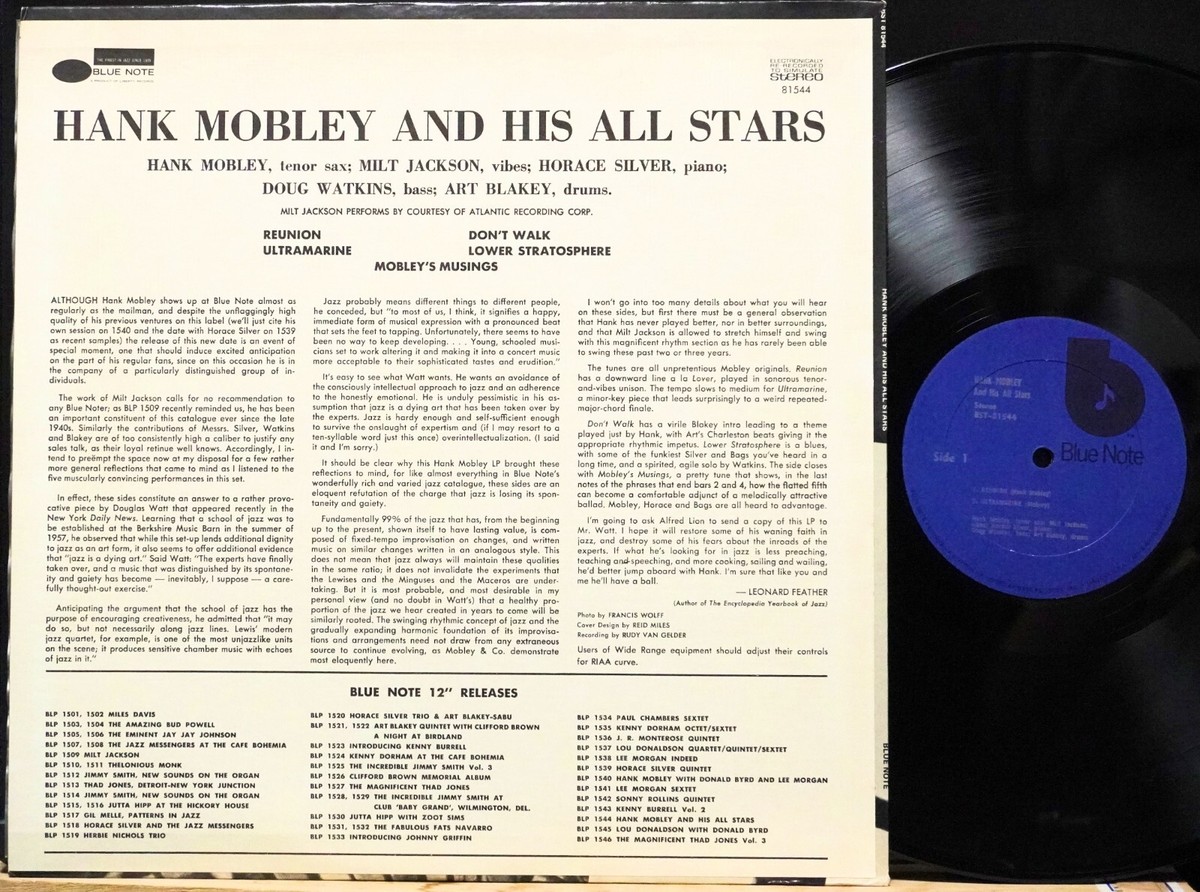 THE FINEST IN JAZZ SINCE 1939
BLUE NOTE
ELECTRONICALLY
RE-RECORDED
TO SIMULATE
STEREO
81544
HANK MOBLEY AND HIS ALL STARS
HANK MOBLEY, tenor sax; MILT JACKSON, vibes; HORACE SILVER, piano;
DOUG WATKINS, bass; ART BLAKEY, drums.
MILT JACKSON PERFORMS BY COURTESY OF ATLANTIC RECORDING CORP.
REUNION DON'T WALK
ULTRAMARINE LOWER STRATOSPHERE
MOBLEY'S MUSINGS
ALTHOUGH Hank Mobley shows up at Blue Note almost as
regularly as the mailman, and despite the unflaggingly high
quality of his previous ventures on this label (we'll just cite his
own session on 1540 and the date with Horace Silver on 1539
as recent samples) the release of this new date is an event of
special moment, one that should induce excited anticipation
on the part of his regular fans, since on this occasion he is in
the company of a particularly distinguished group of in-
dividuals.
The work of Milt Jackson calls for no recommendation to
any Blue Noter; as BLP 1509 recently reminded us, he has been
an important constituent of this catalogue ever since the late
1940s. Similarly the contributions of Messrs. Silver, Watkins
and Blakey are of too consistently high a caliber to justify any
sales talk, as their loyal retinue well knows. Accordingly, I in-
tend to preëmpt the space now at my disposal for a few rather
more general reflections that came to mind as I listened to the
five muscularly convincing performances in this set.
In effect, these sides constitute an answer to a rather provo-
cative piece by Douglas Watt that appeared recently in the
New York Daily News. Learning that a school of jazz was to
be established at the Berkshire Music Barn in the summer of
1957, he observed that while this set-up lends additional dignity
to jazz as an art form, it also seems to offer additional evidence
that "jazz is a dying art." Said Watt: "The experts have finally
taken over, and a music that was distinguished by its spontane-
ity and gaiety has become — inevitably, I suppose — a care-
fully thought-out exercise."
Anticipating the argument that the school of jazz has the
purpose of encouraging creativeness, he admitted that "it may
do so, but not necessarily along jazz lines. Lewis' modern
jazz quartet, for example, is one of the most unjazzlike units
on the scene; it produces sensitive chamber music with echoes
of jazz in it."
Jazz probably means different things to different people,
he conceded, but "to most of us, I think, it signifies a happy,
immediate form of musical expression with a pronounced beat
that sets the feet to tapping. Unfortunately, there seems to have
been no way to keep developing. . . . Young, schooled musi-
cians set to work altering it and making it into a concert music
more acceptable to their sophisticated tastes and erudition."
It's easy to see what Watt wants. He wants an avoidance of
the consciously intellectual approach to jazz and an adherence
to the honestly emotional. He is unduly pessimistic in his as-
sumption that jazz is a dying art that has been taken over by
the experts. Jazz is hardy enough and self-sufficient enough
to survive the onslaught of expertism and (if I may resort to a
ten-syllable word just this once) overintellectualization. (I said
it and I'm sorry.)
It should be clear why this Hank Mobley LP brought these
reflections to mind, for like almost everything in Blue Note's
wonderfully rich and varied jazz catalogue, these sides are an
eloquent refutation of the charge that jazz is losing its spon-
taneity and gaiety.
Fundamentally 99% of the jazz that has, from the beginning
up to the present, shown itself to have lasting value, is com-
posed of fixed-tempo improvisation on changes, and written
music on similar changes written in an analogous style. This
does not mean that jazz always will maintain these qualities
in the same ratio; it does not invalidate the experiments that
the Lewises and the Minguses and the Maceros are under-
taking. But it is most probable, and most desirable in my
personal view (and no doubt in Watt's) that a healthy pro-
portion of the jazz we hear created in years to come will be
similarly rooted. The swinging rhythmic concept of jazz and the
gradually expanding harmonic foundation of its improvisa-
tions and arrangements need not draw from any extraneous
source to continue evolving, as Mobley & Co. demonstrate
most eloquently here.
I won't go into too many details about what you will hear
on these sides, but first there must be a general observation
that Hank has never played better, nor in better surroundings,
and that Milt Jackson is allowed to stretch himself and swing
with this magnificent rhythm section as he has rarely been able
to swing these past two or three years.
The tunes are all unpretentious Mobley originals. Reunion
has a downward line a la Lover, played in sonorous tenor-
and-vibes unison. The tempo slows to medium for Ultramarine,
a minor-key piece that leads surprisingly to a weird repeated-
major-chord finale.
Don't Walk has a virile Blakey intro leading to a theme
played just by Hank, with Art's Charleston beats giving it the
appropriate rhythmic impetus. Lower Stratosphere is a blues,
with some of the funkiest Silver and Bags you've heard in a
long time, and a spirited, agile solo by Watkins. The side closes
with Mobley's Musings, a pretty tune that shows, in the last
notes of the phrases that end bars 2 and 4, how the flatted fifth
can become a comfortable adjunct of a melodically attractive
ballad. Mobley, Horace and Bags are all heard to advantage.
I'm going to ask Alfred Lion to send a copy of this LP to
Mr. Watt. I hope it will restore some of his waning faith in
jazz, and destroy some of his fears about the inroads of the
experts. If what he's looking for in jazz is less preaching,
teaching and speeching, and more cooking, sailing and wailing,
he'd better jump aboard with Hank. I'm sure that like you and
me he'll have a ball.
— LEONARD FEATHER
(Author of The Encyclopedia Yearbook of Jazz)
Photo by FRANCIS WOLFF
Cover Design by REID MILES
Recording by RUDY VAN GELDER
Users of Wide Range equipment should adjust their controls
for RIAA curve.
BLUE NOTE 12" RELEASES
BLP 1501, 1502 MILES DAVIS
BLP 1503, 1504 THE AMAZING BUD POWELL
BLP 1505, 1506 THE EMINENT JAY JAY JOHNSON
BLP 1507, 1508 THE JAZZ MESSENGERS AT THE CAFE BOHEMIA
BLP 1509 MILT JACKSON
BLP 1510, 1511 THELONIOUS MONK
BLP 1512 JIMMY SMITH, NEW SOUNDS ON THE ORGAN
BLP 1513 THAD JONES, DETROIT-NEW YORK JUNCTION
BLP 1514 JIMMY SMITH, NEW SOUNDS ON THE ORGAN
BLP 1515, 1516 JUTTA HIPP AT THE HICKORY HOUSE
BLP 1517 GIL MELLE, PATTERNS IN JAZZ
BLP 1518 HORACE SILVER AND THE JAZZ MESSENGERS
BLP 1519 HERBIE NICHOLS TRIO
BLP 1520 HORACE SILVER TRIO & ART BLAKEY-SABU
BLP 1521, 1522 ART BLAKEY QUINTET WITH CLIFFORD BROWN
A NIGHT AT BIRDLAND
BLP 1523 INTRODUCING KENNY BURRELL
BLP 1524 KENNY DORHAM AT THE CAFE BOHEMIA
BLP 1525 THE INCREDIBLE JIMMY SMITH Vol. 3
BLP 1526 CLIFFORD BROWN MEMORIAL ALBUM
BLP 1527 THE MAGNIFICENT THAD JONES
BLP 1528, 1529 THE INCREDIBLE JIMMY SMITH AT
CLUB 'BABY GRAND', WILMINGTON, DEL.
BLP 1530 JUTTA HIPP WITH ZOOT SIMS
BLP 1531, 1532 THE FABULOUS FATS NAVARRO
BLP 1533 INTRODUCING JOHNNY GRIFFIN
BLP 1534 PAUL CHAMBERS SEXTET
BLP 1535 KENNY DORHAM OCTET/SEXTET
BLP 1536 J. R. MONTEROSE QUINTET
BLP 1537 LOU DONALDSON QUARTET/QUINTET/SEXTET
BLP 1538 LEE MORGAN INDEED
BLP 1539 HORACE SILVER QUINTET
BLP 1540 HANK MOBLEY WITH DONALD BYRD AND LEE MORGAN
BLP 1541 LEE MORGAN SEXTET
BLP 1542 SONNY ROLLINS QUINTET
BLP 1543 KENNY BURRELL Vol. 2
BLP 1544 HANK MOBLEY AND HIS ALL STARS
BLP 1545 LOU DONALDSON WITH DONALD BYRD
BLP 1546 THE MAGNIFICENT THAD JONES Vol. 3
BST 81544
HANK MOBLEY AND HIS ALL STARS
BLUE NOTE
HANK MOBLEY
And His All Stars
Stereo
BST-81544
Side 1
Blue Note
1. REUNION (Hank Mobley)
2. ULTRAMARINE (Mobley)